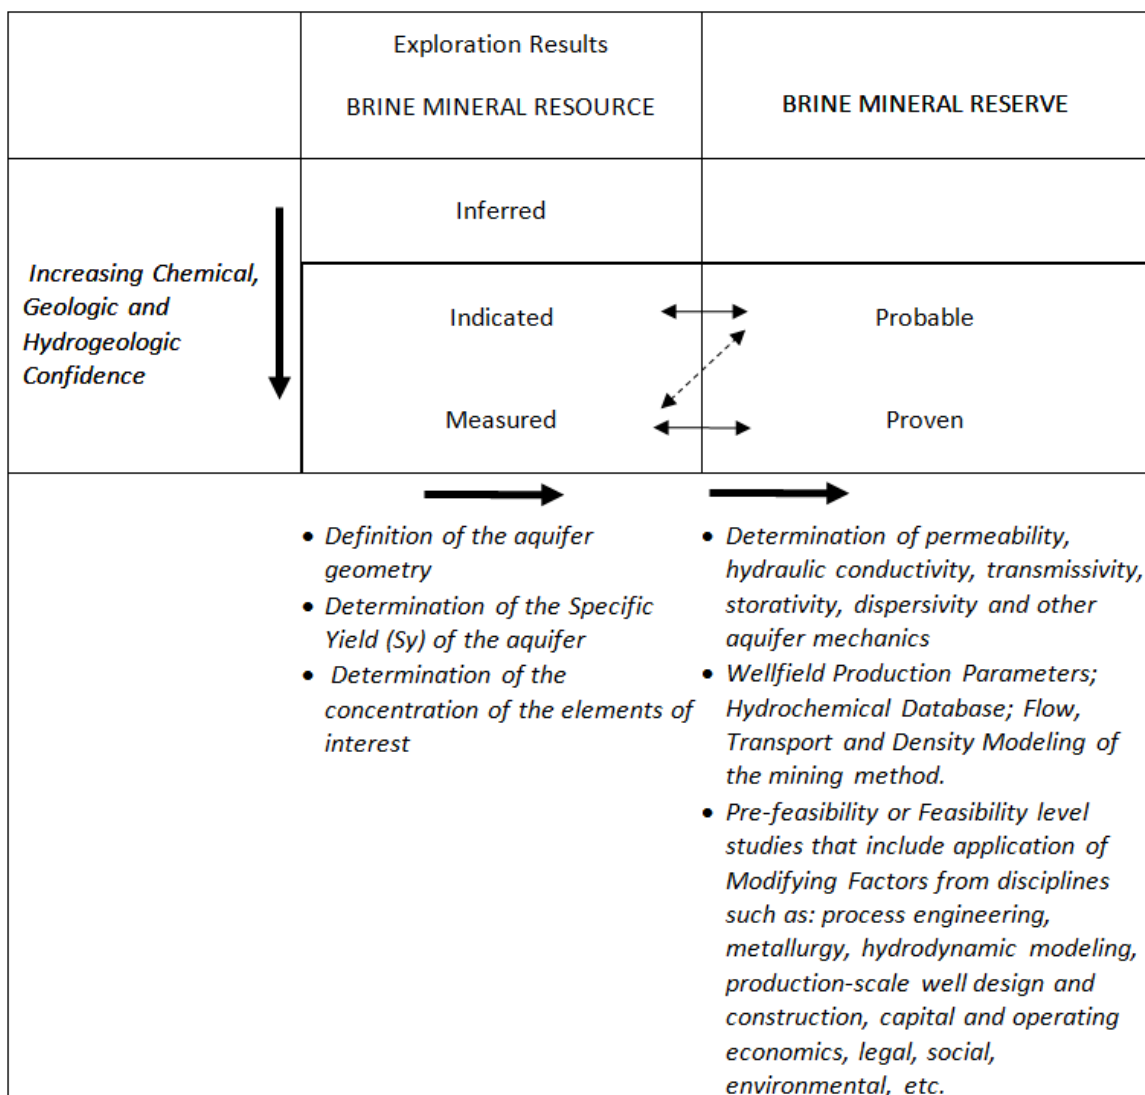 Exploration Results
BRINE MINERAL RESOURCE
BRINE MINERAL RESERVE
Increasing Chemical,
Geologic and
Hydrogeologic
Confidence
Inferred
Indicated
Probable
Measured
Proven
• Definition of the aquifer
geometry
• Determination of the Specific
Yield (Sy) of the aquifer
• Determination of the
concentration of the elements of
interest
• Determination of permeability,
hydraulic conductivity, transmissivity,
storativity, dispersivity and other
aquifer mechanics
• Wellfield Production Parameters;
Hydrochemical Database; Flow,
Transport and Density Modeling of
the mining method.
• Pre-feasibility or Feasibility level
studies that include application of
Modifying Factors from disciplines
such as: process engineering,
metallurgy, hydrodynamic modeling,
production-scale well design and
construction, capital and operating
economics, legal, social,
environmental, etc.